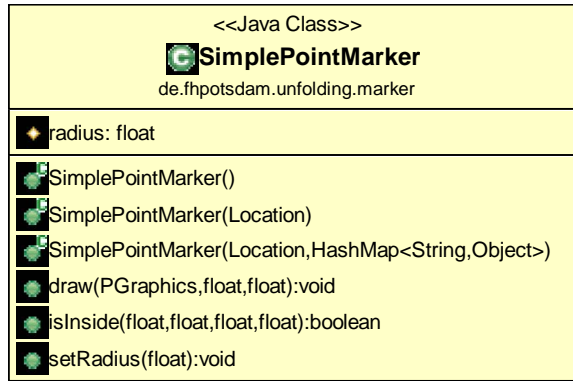 <<Java Class>>
SimplePointMarker
de.fhpotsdam.unfolding.marker
radius: float
SimplePointMarker()
SimplePointMarker(Location)
SimplePointMarker(Location,HashMap<String,Object>)
draw(PGraphics,float,float):void
isInside(float,float,float,float):boolean
setRadius(float):void